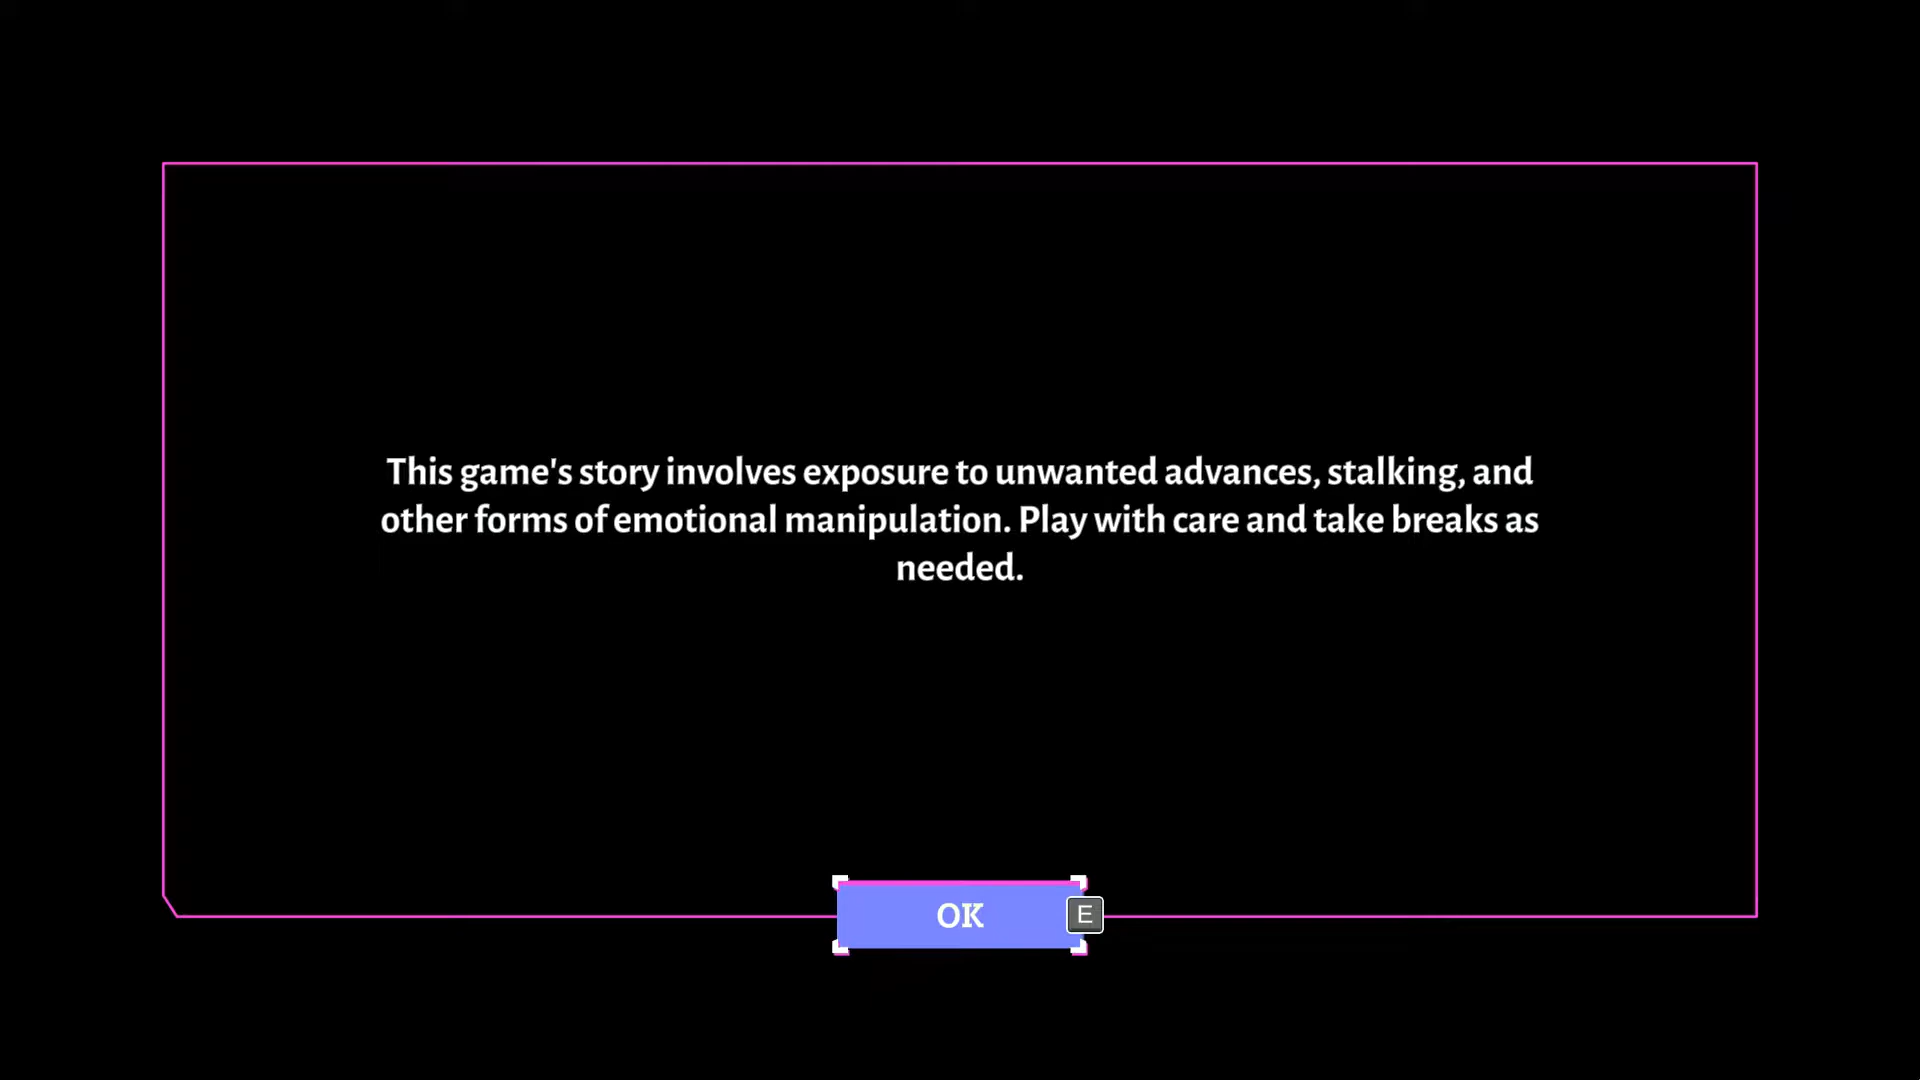 This game's story involves exposure to unwanted advances, stalking, and
other forms of emotional manipulation. Play with care and take breaks as
needed.
OK
E